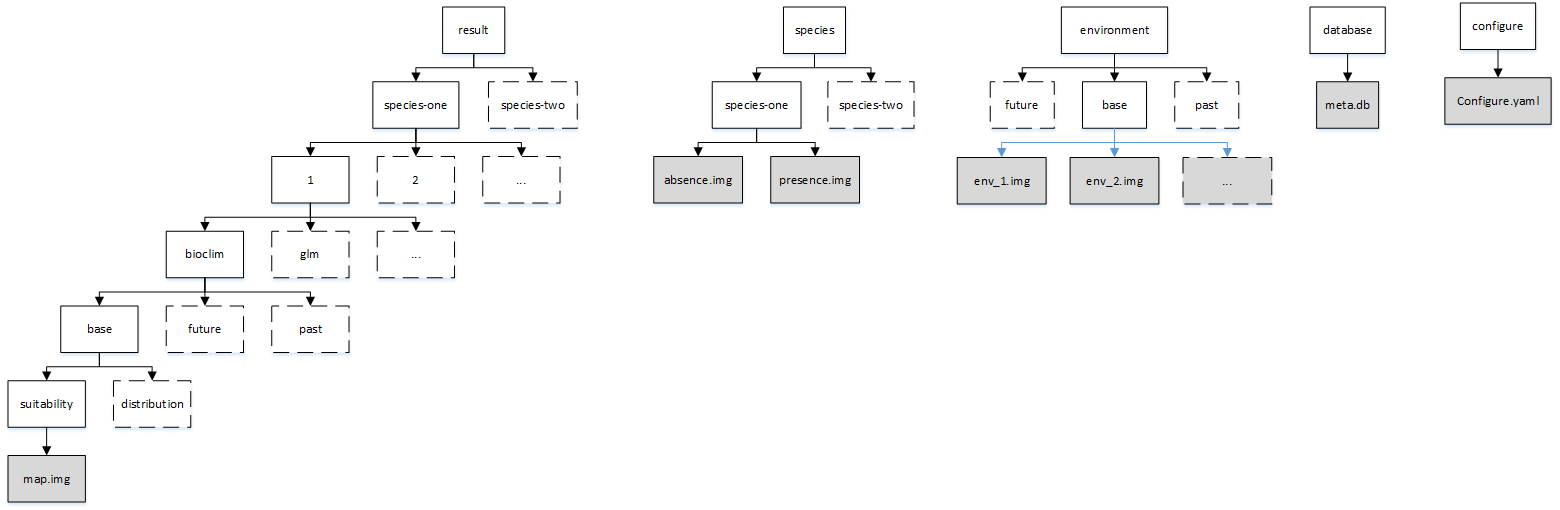 result
species
environment
database
configure
species-one
species-two
species-one
species-two
future
base
past
meta.db
Configure.yaml
1
2
...
absence.img
presence.img
env_1.img
env_2.img
...
bioclim
glm
...
base
future
past
suitability
distribution
map.img